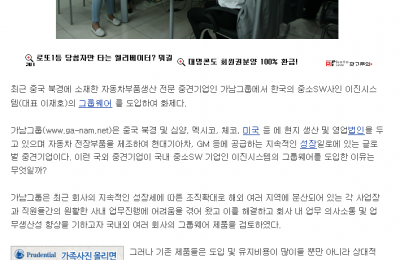 로또1등 당첨자만 타는 엘리베이터? 뭐길래
대명콘도 회원권분양 100% 환급!
최근 중국 북경에 소재한 자동차부품생산 전문 중견기업인 가남그룹에서 한국의 중소SW사인 이진시스
템(대표 이재호)의 그룹웨어 를 도입하여 화제다.
가남그룹(www.ga-nam.net)은 중국 북경 및 심양, 멕시코, 체코, 미국 등 에 현지 생산 및 영업법인를 두
고 있으며 자동차 전장부품을 제조하여 현대기아차, GM 등에 공급하는 지속적인 성장일로에 있는 글로
벌 중견기업이다. 이런 국외 중견기업이 국내 중소SW 기업인 이진시스템의 그룹웨어를 도입한 이유는
무엇일까?
가남그룹은 최근 회사의 지속적인 성장세에 따른 조직확대로 해외 여러 지역에 분산되어 있는 각 사업장
과 직원들간의 원활한 사내 업무진행에 어려움을 겪어 왔고 이를 해결하고 회사 내 업무 의사소통 및 업
무생산성 향상을 기하고자 국내외 여러 회사의 그룹웨어 제품을 검토하였다.
Prudential 가족사진 올리면
그러나 기존 제품들은 도입 및 유지비용이 많이들 뿐만 아니라 상대적